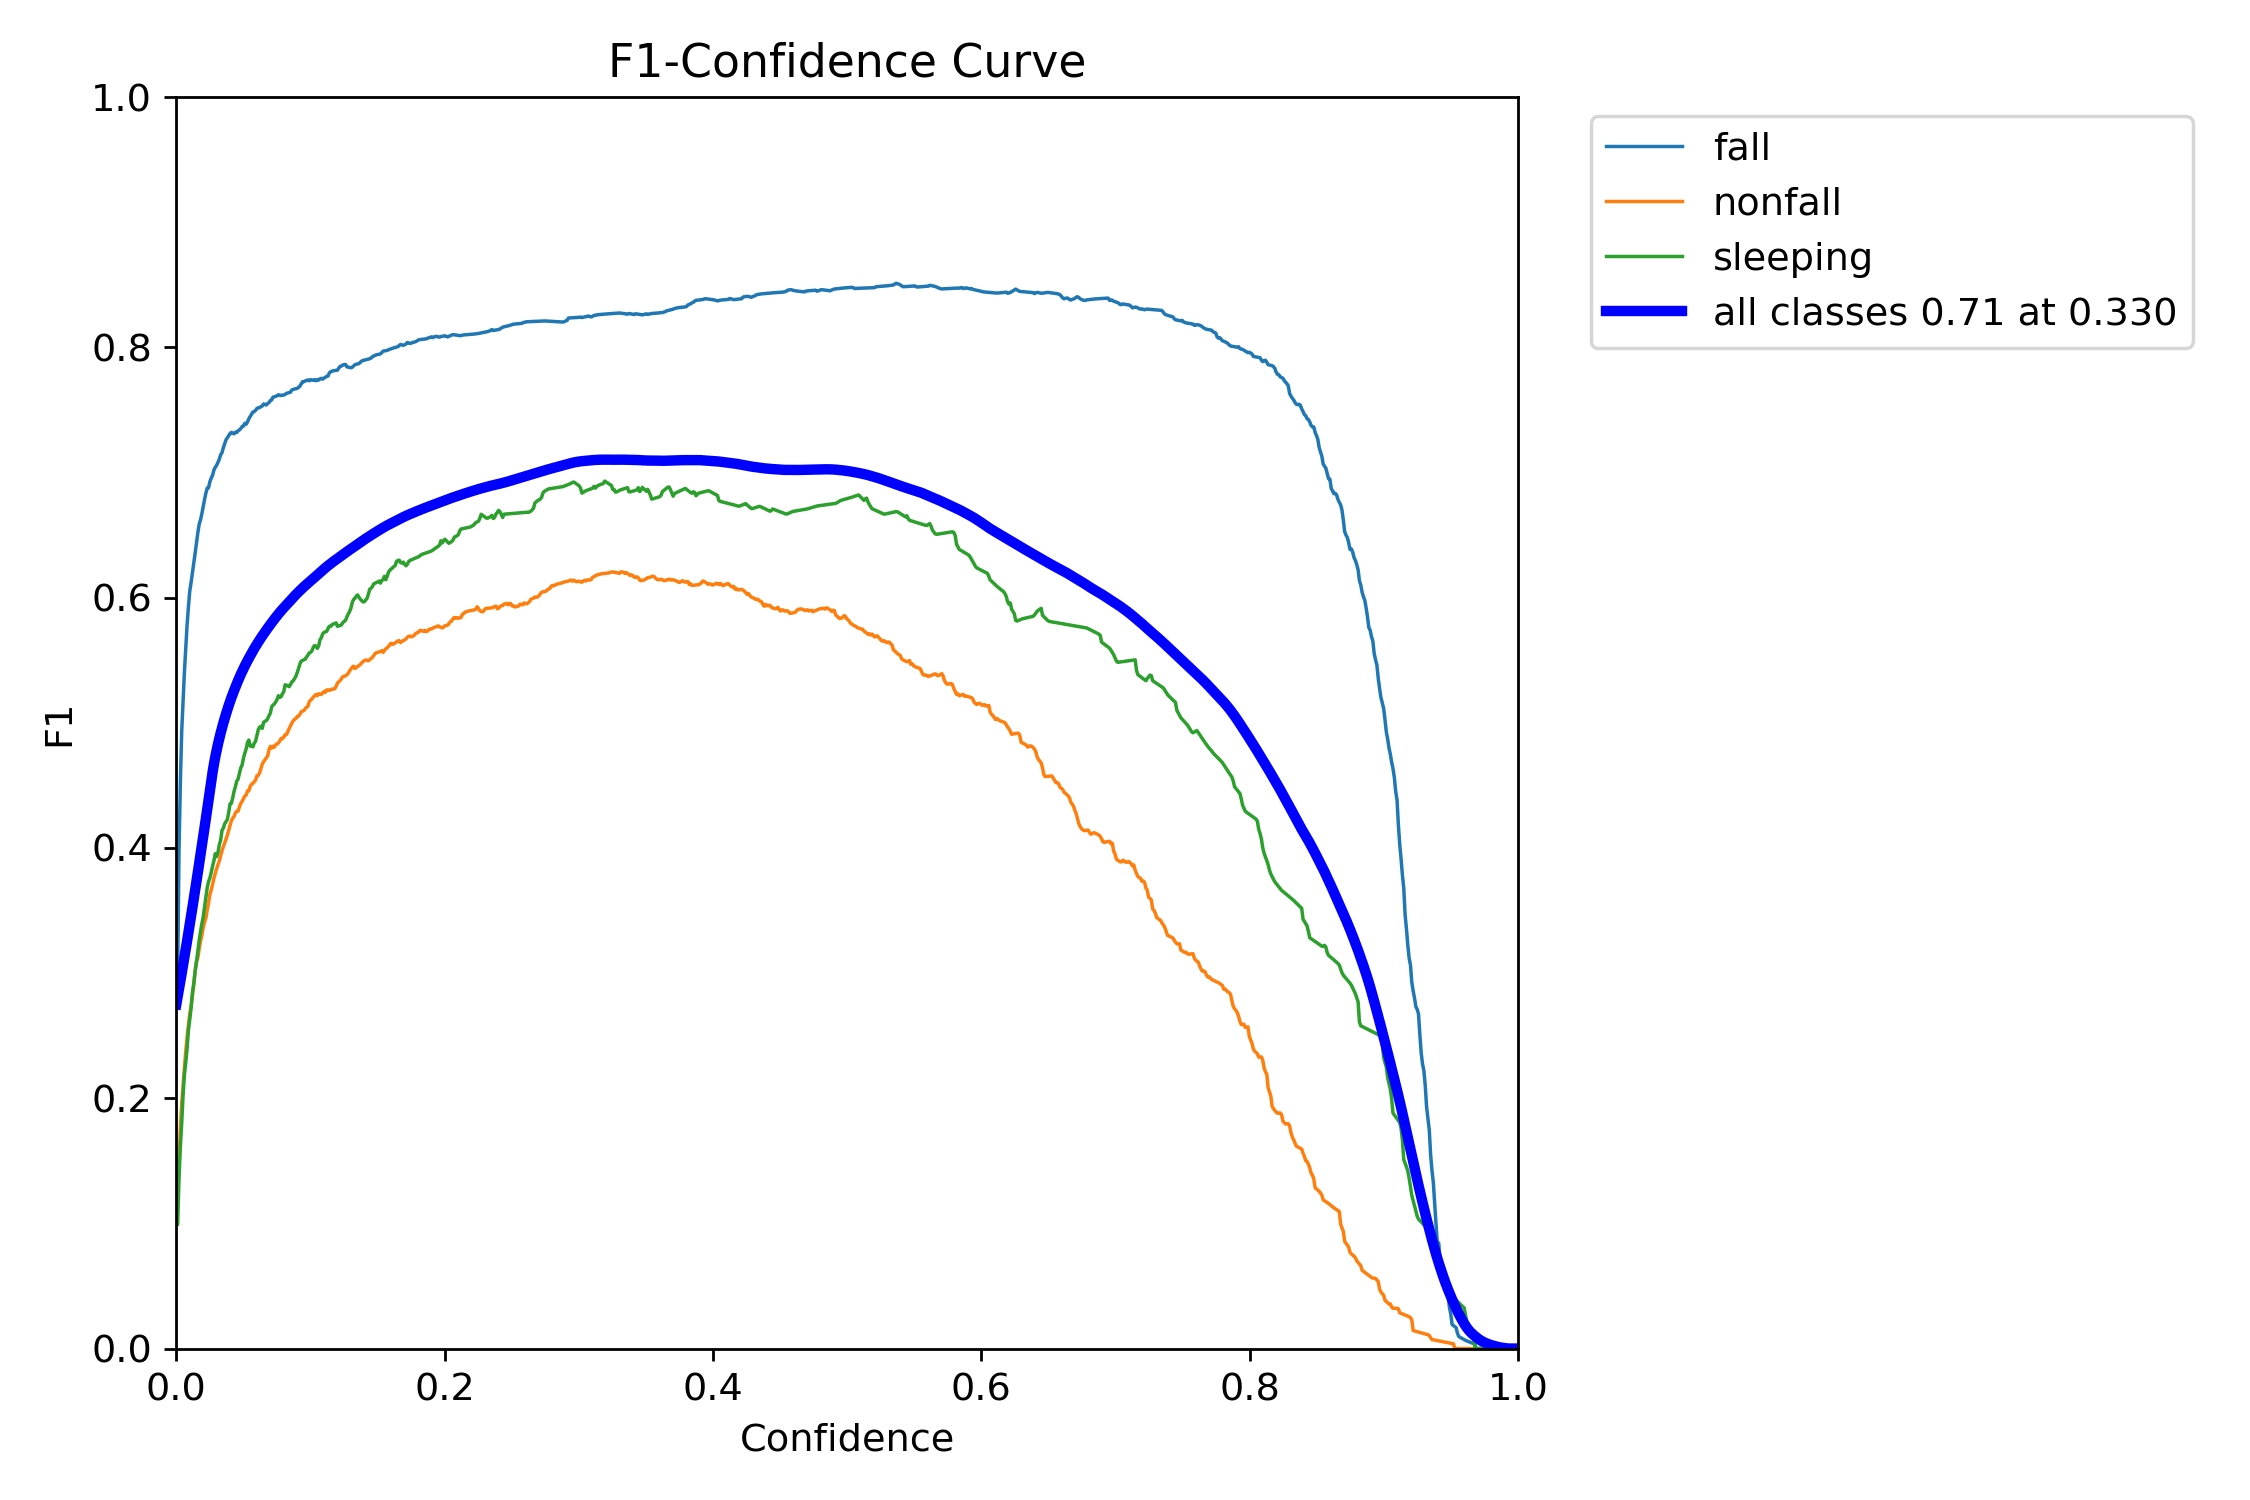 F1-Confidence Curve
1.0
0.8
0.6
0.4
0.2
0.0
F1
0.0 0.2 0.4 0.6 0.8 1.0
Confidence
fall
nonfall
sleeping
all classes 0.71 at 0.330